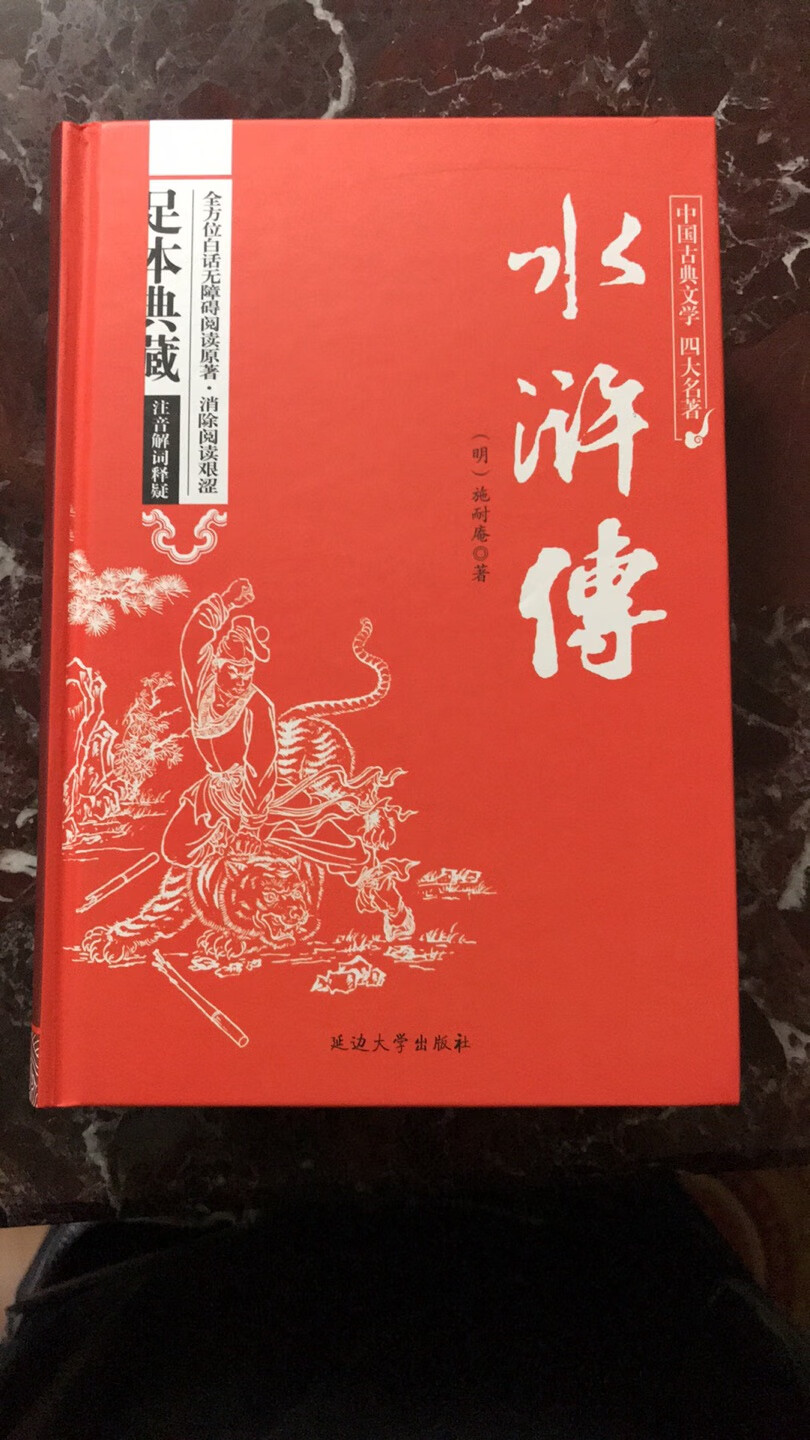 中国古典文学 四大名著
水浒傳
（明）施耐庵◎著
全方位白话无障碍阅读原著·消除阅读艰涩
足本典藏
注音解词释疑
延边大学出版社